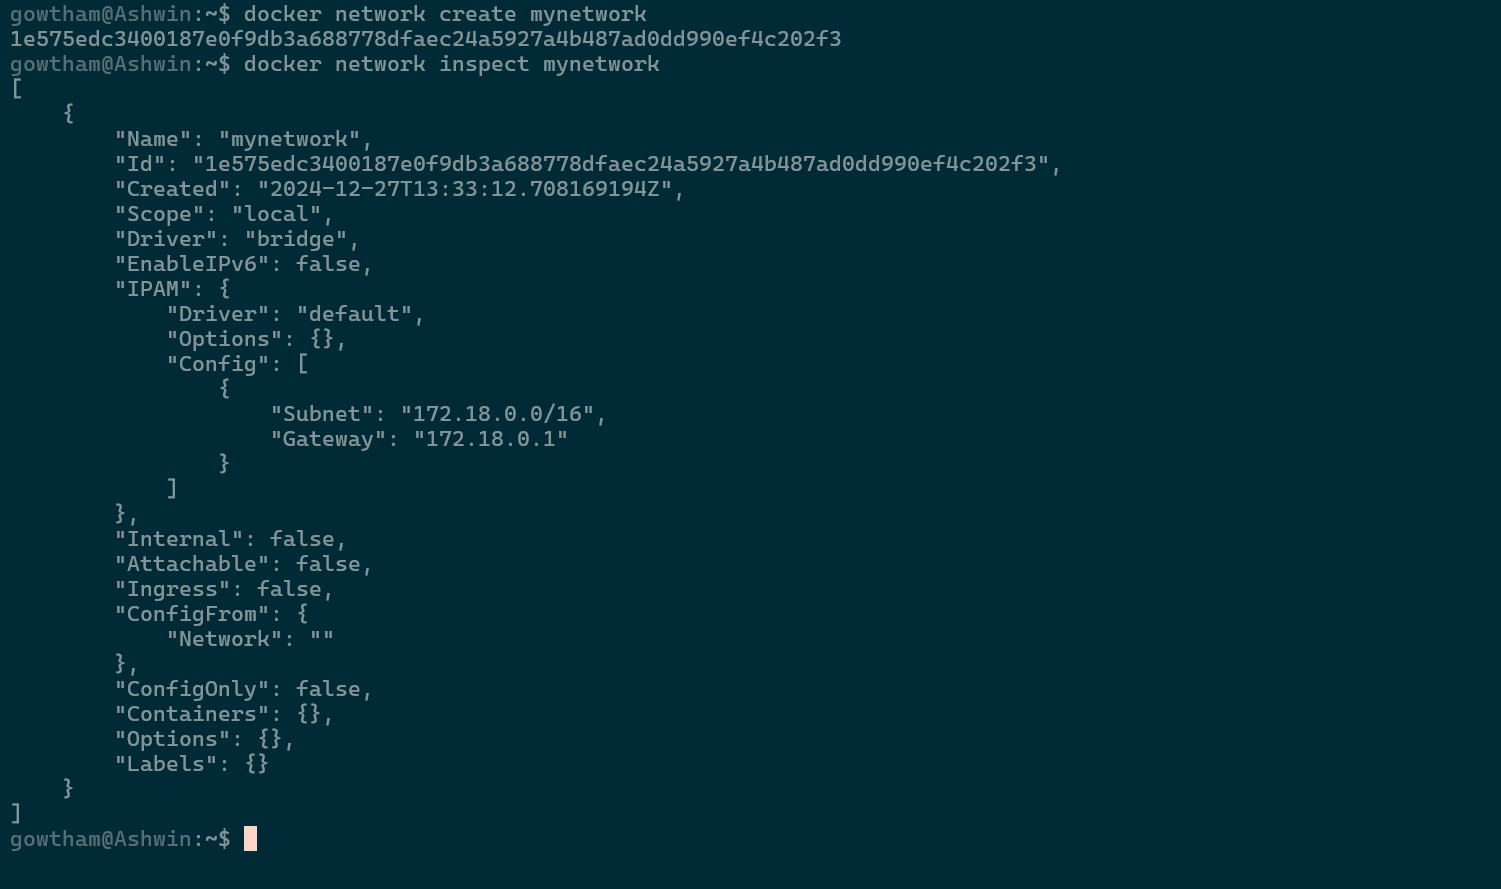 gowtham@Ashwin:~$ docker network create mynetwork
1e575edc3400187e0f9db3a688778dfaec24a5927a4b487ad0dd990ef4c202f3
gowtham@Ashwin:~$ docker network inspect mynetwork
[
    {
        "Name": "mynetwork",
        "Id": "1e575edc3400187e0f9db3a688778dfaec24a5927a4b487ad0dd990ef4c202f3",
        "Created": "2024-12-27T13:33:12.708169194Z",
        "Scope": "local",
        "Driver": "bridge",
        "EnableIPv6": false,
        "IPAM": {
            "Driver": "default",
            "Options": {},
            "Config": [
                {
                    "Subnet": "172.18.0.0/16",
                    "Gateway": "172.18.0.1"
                }
            ]
        },
        "Internal": false,
        "Attachable": false,
        "Ingress": false,
        "ConfigFrom": {
            "Network": ""
        },
        "ConfigOnly": false,
        "Containers": {},
        "Options": {},
        "Labels": {}
    }
]
gowtham@Ashwin:~$